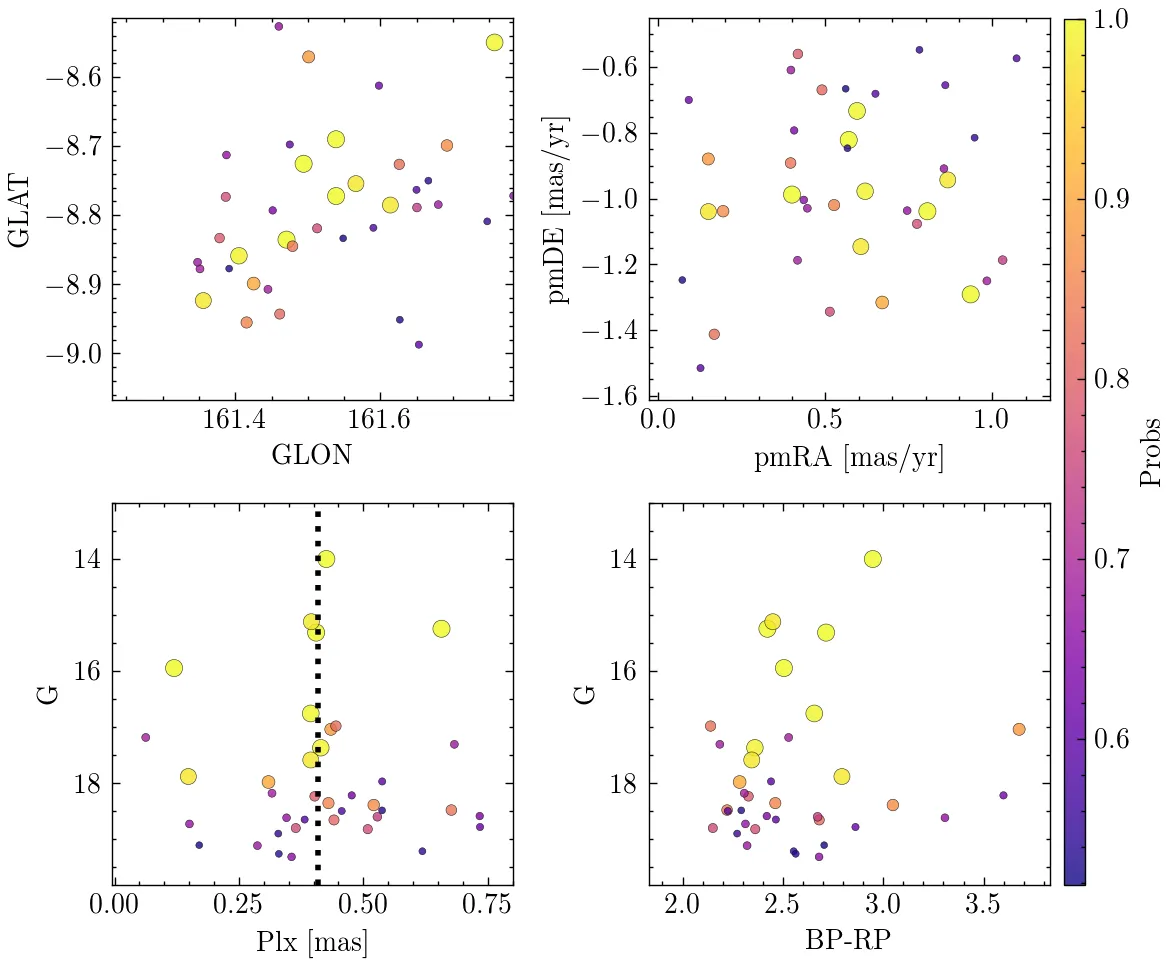 −8.6
−8.7
−8.8
−8.9
−9.0
GLAT
161.4 161.6
GLON
−0.6
−0.8
−1.0
−1.2
−1.4
−1.6
pmDE [mas/yr]
0.0 0.5 1.0
pmRA [mas/yr]
1.0
0.9
0.8
0.7
0.6
Probs
14
16
18
G
0.00 0.25 0.50 0.75
Plx [mas]
14
16
18
G
2.0 2.5 3.0 3.5
BP-RP